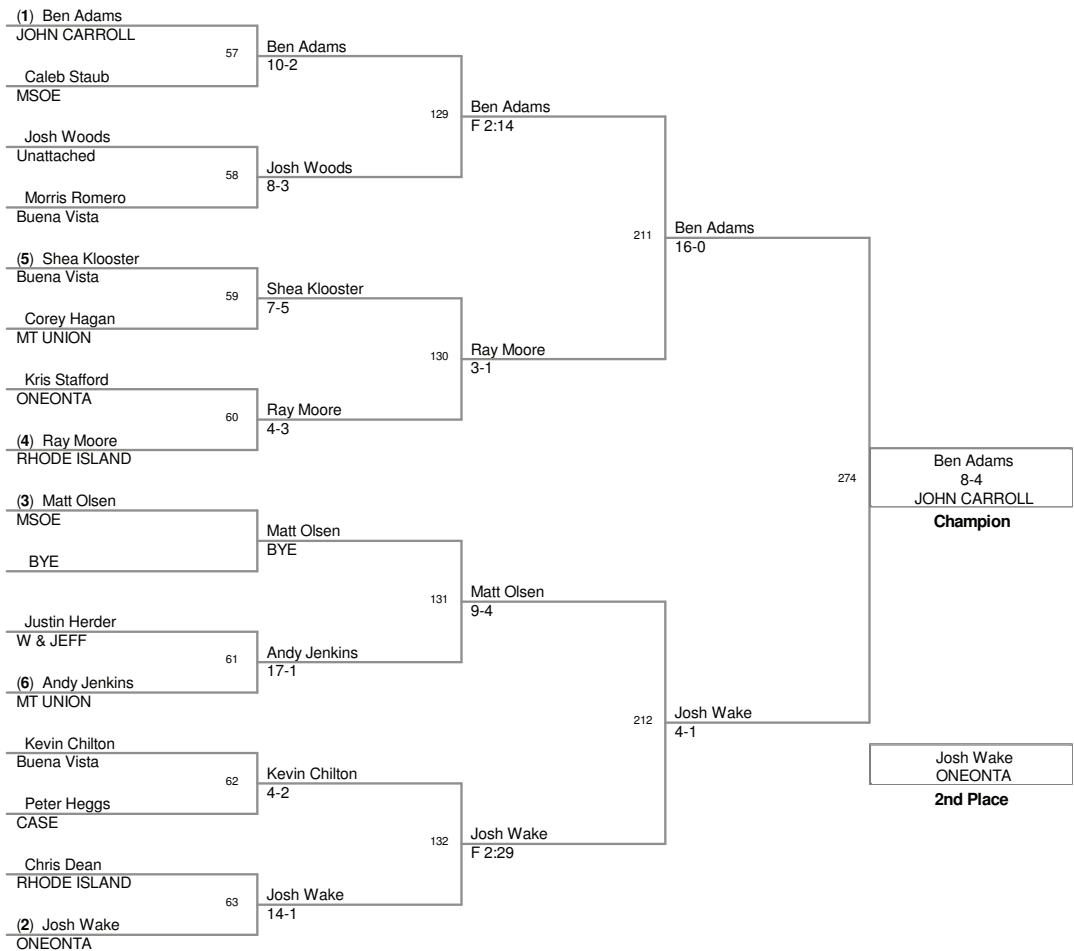 (1) Ben Adams
JOHN CARROLL
57
Caleb Staub
MSOE
Ben Adams
10-2
Josh Woods
Unattached
58
Morris Romero
Buena Vista
Josh Woods
8-3
129
Ben Adams
F 2:14
(5) Shea Klooster
Buena Vista
59
Corey Hagan
MT UNION
Shea Klooster
7-5
Kris Stafford
ONEONTA
60
(4) Ray Moore
RHODE ISLAND
Ray Moore
4-3
130
Ray Moore
3-1
211
Ben Adams
16-0
(3) Matt Olsen
MSOE
BYE
Matt Olsen
BYE
Justin Herder
W & JEFF
61
(6) Andy Jenkins
MT UNION
Andy Jenkins
17-1
131
Matt Olsen
9-4
Kevin Chilton
Buena Vista
62
Peter Heggs
CASE
Kevin Chilton
4-2
Chris Dean
RHODE ISLAND
63
(2) Josh Wake
ONEONTA
Josh Wake
14-1
132
Josh Wake
F 2:29
212
Josh Wake
4-1
274
Ben Adams
8-4
JOHN CARROLL
Champion
Josh Wake
ONEONTA
2nd Place